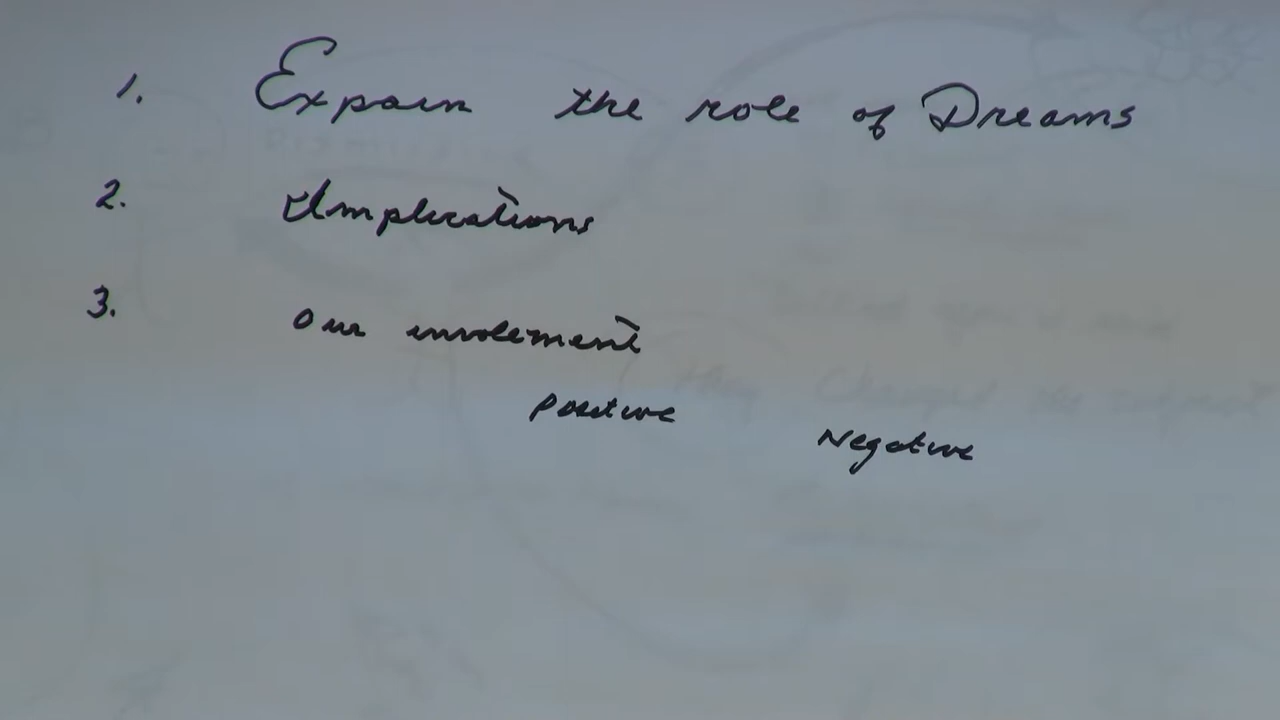 1. Expain the role of Dreams
2. Implications
3. our involement
positive Negative